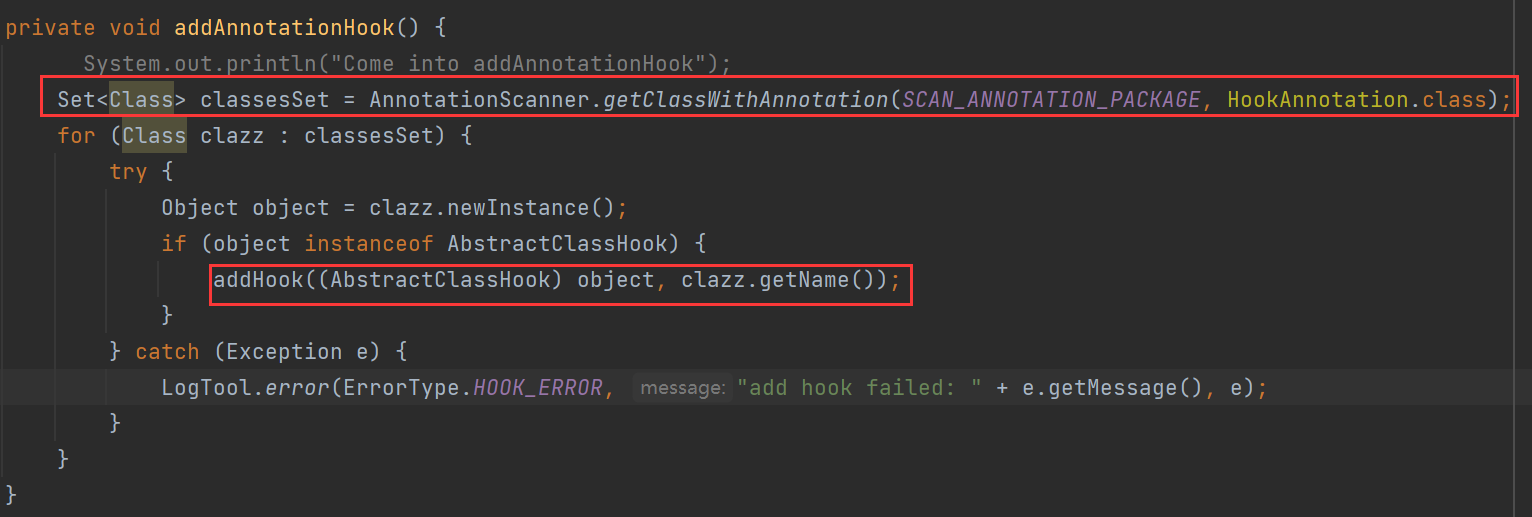 private void addAnnotationHook() {
System.out.println("Come into addAnnotationHook");
Set<Class> classesSet = AnnotationScanner.getClassWithAnnotation(SCAN_ANNOTATION_PACKAGE, HookAnnotation.class);
for (Class clazz : classesSet) {
try {
Object object = clazz.newInstance();
if (object instanceof AbstractClassHook) {
addHook((AbstractClassHook) object, clazz.getName());
}
} catch (Exception e) {
LogTool.error(ErrorType.HOOK_ERROR, message: "add hook failed: " + e.getMessage(), e);
}
}
}